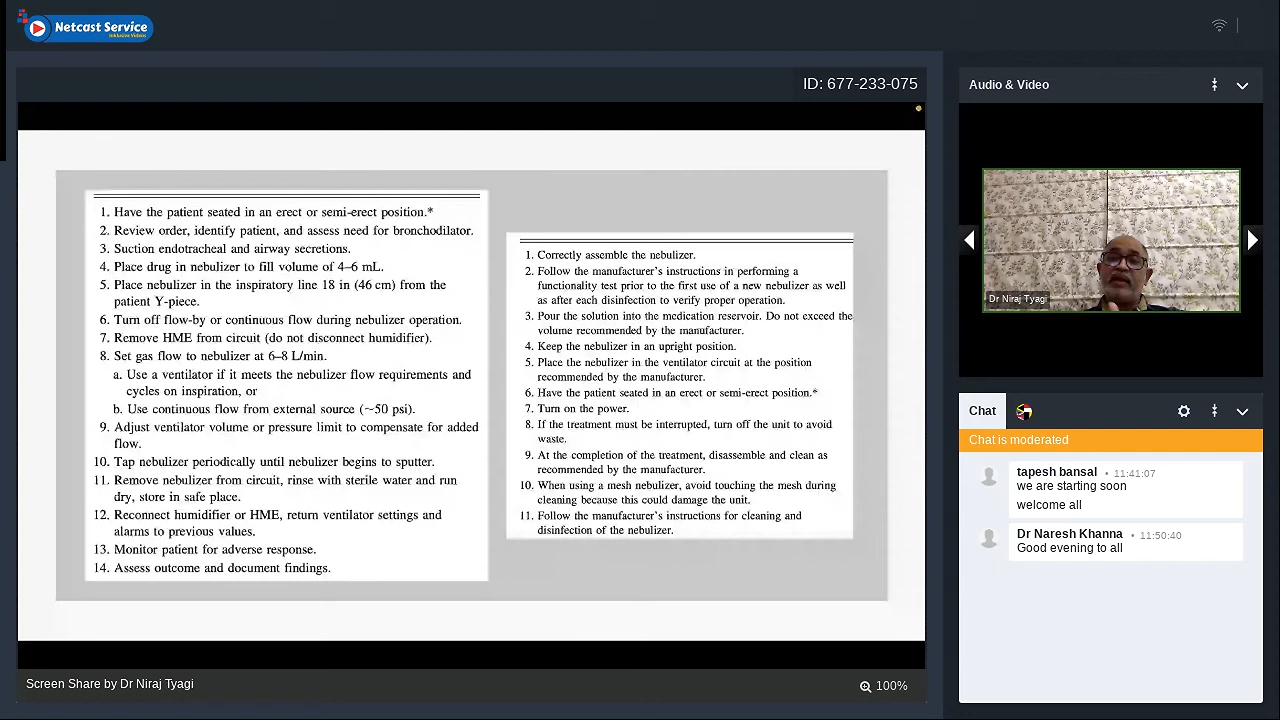 Netcast Service
Inklusive Videos
ID: 677-233-075
1. Have the patient seated in an erect or semi-erect position.*
2. Review order, identify patient, and assess need for bronchodilator.
3. Suction endotracheal and airway secretions.
4. Place drug in nebulizer to fill volume of 4–6 mL.
5. Place nebulizer in the inspiratory line 18 in (46 cm) from the
patient Y-piece.
6. Turn off flow-by or continuous flow during nebulizer operation.
7. Remove HME from circuit (do not disconnect humidifier).
8. Set gas flow to nebulizer at 6–8 L/min.
a. Use a ventilator if it meets the nebulizer flow requirements and
cycles on inspiration, or
b. Use continuous flow from external source (~50 psi).
9. Adjust ventilator volume or pressure limit to compensate for added
flow.
10. Tap nebulizer periodically until nebulizer begins to sputter.
11. Remove nebulizer from circuit, rinse with sterile water and run
dry, store in safe place.
12. Reconnect humidifier or HME, return ventilator settings and
alarms to previous values.
13. Monitor patient for adverse response.
14. Assess outcome and document findings.
1. Correctly assemble the nebulizer.
2. Follow the manufacturer's instructions in performing a
functionality test prior to the first use of a new nebulizer as well
as after each disinfection to verify proper operation.
3. Pour the solution into the medication reservoir. Do not exceed the
volume recommended by the manufacturer.
4. Keep the nebulizer in an upright position.
5. Place the nebulizer in the ventilator circuit at the position
recommended by the manufacturer.
6. Have the patient seated in an erect or semi-erect position.*
7. Turn on the power.
8. If the treatment must be interrupted, turn off the unit to avoid
waste.
9. At the completion of the treatment, disassemble and clean as
recommended by the manufacturer.
10. When using a mesh nebulizer, avoid touching the mesh during
cleaning because this could damage the unit.
11. Follow the manufacturer's instructions for cleaning and
disinfection of the nebulizer.
Screen Share by Dr Niraj Tyagi
100%
Audio & Video
Dr Niraj Tyagi
Chat
Chat is moderated
tapesh bansal • 11:41:07
we are starting soon
welcome all
Dr Naresh Khanna • 11:50:40
Good evening to all